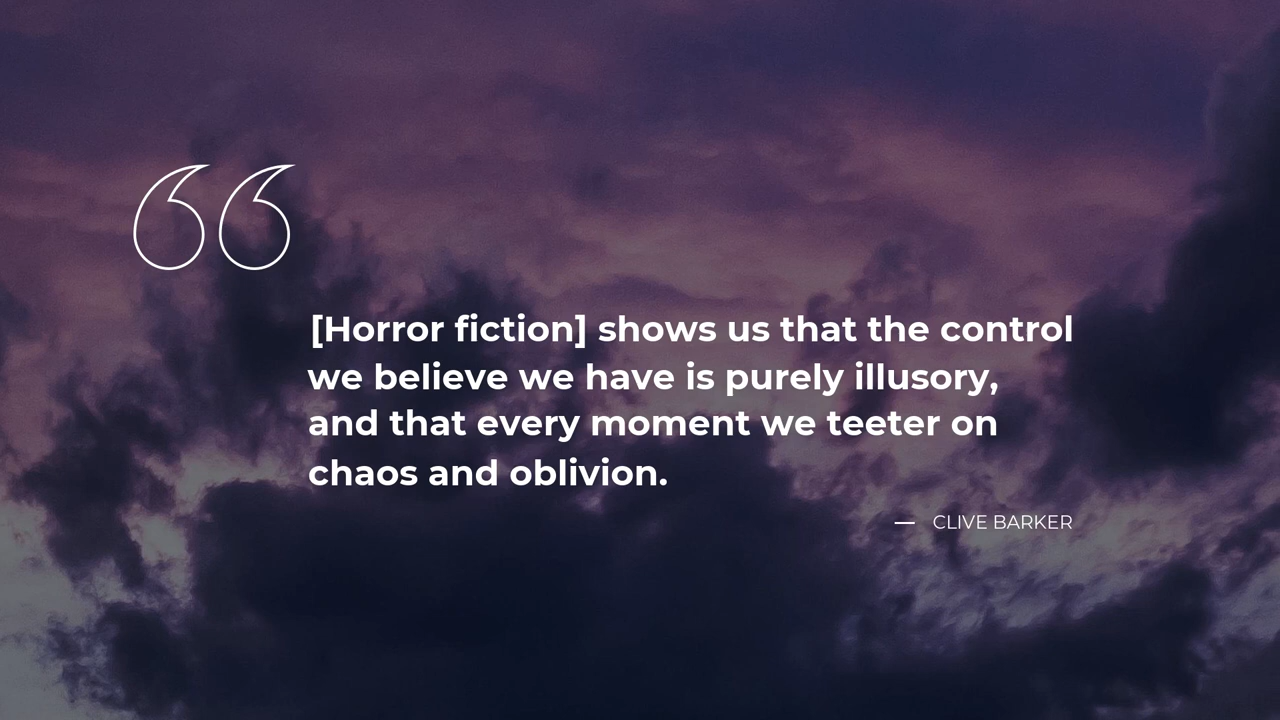 “
[Horror fiction] shows us that the control
we believe we have is purely illusory,
and that every moment we teeter on
chaos and oblivion.
— CLIVE BARKER